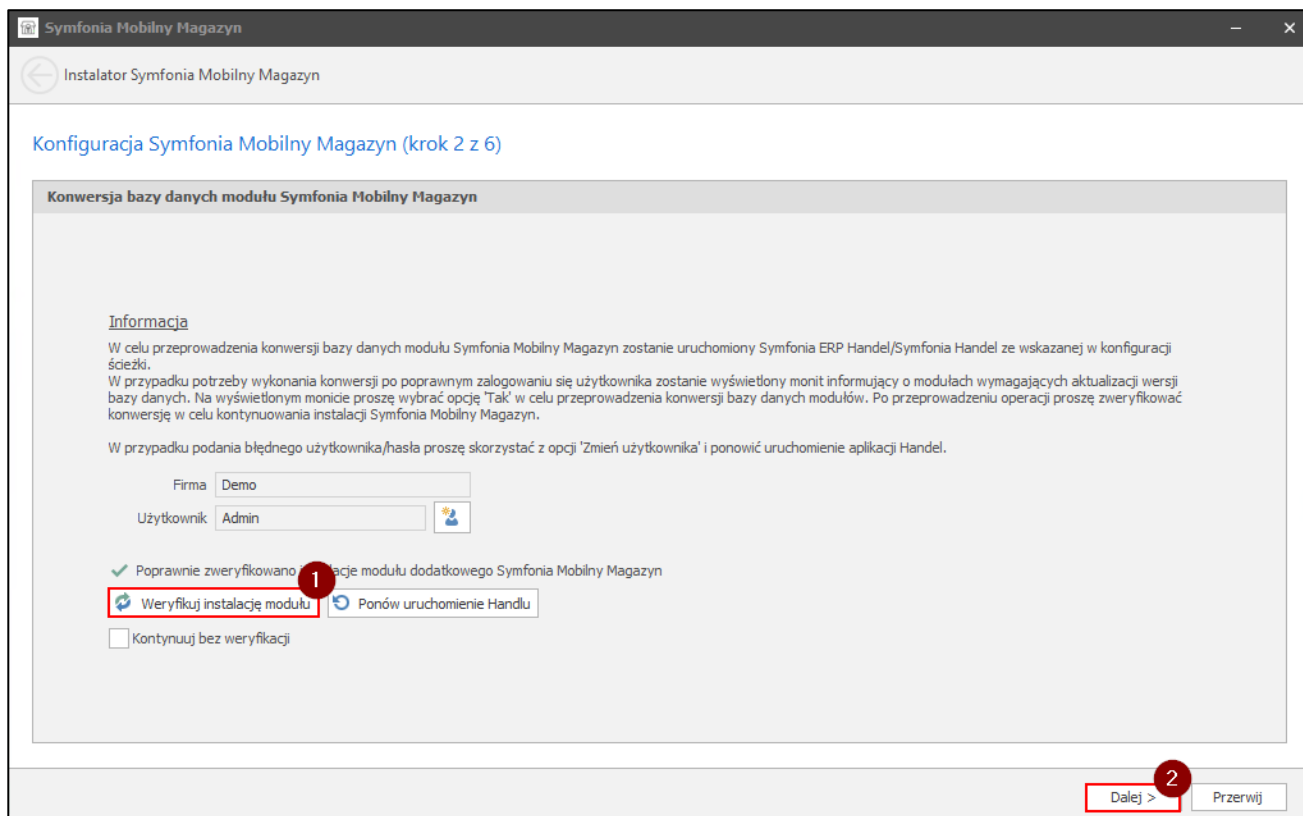 Symfonia Mobilny Magazyn
Instalator Symfonia Mobilny Magazyn
Konfiguracja Symfonia Mobilny Magazyn (krok 2 z 6)
Konwersja bazy danych modułu Symfonia Mobilny Magazyn
Informacja
W celu przeprowadzenia konwersji bazy danych modułu Symfonia Mobilny Magazyn zostanie uruchomiony Symfonia ERP Handel/Symfonia Handel ze wskazanej w konfiguracji
ścieżki.
W przypadku potrzeby wykonania konwersji po poprawnym zalogowaniu się użytkownika zostanie wyświetlony monit informujący o modułach wymagających aktualizacji wersji
bazy danych. Na wyświetlonym monicie proszę wybrać opcję 'Tak' w celu przeprowadzenia konwersji bazy danych modułów. Po przeprowadzeniu operacji proszę zweryfikować
konwersję w celu kontynuowania instalacji Symfonia Mobilny Magazyn.
W przypadku podania błędnego użytkownika/hasła proszę skorzystać z opcji 'Zmień użytkownika' i ponowić uruchomienie aplikacji Handel.
Firma Demo
Użytkownik Admin
Poprawnie zweryfikowano modułu dodatkowego Symfonia Mobilny Magazyn
1
Weryfikuj instalację modułu Ponów uruchomienie Handlu
Kontynuuj bez weryfikacji
2
Dalej > Przerwij